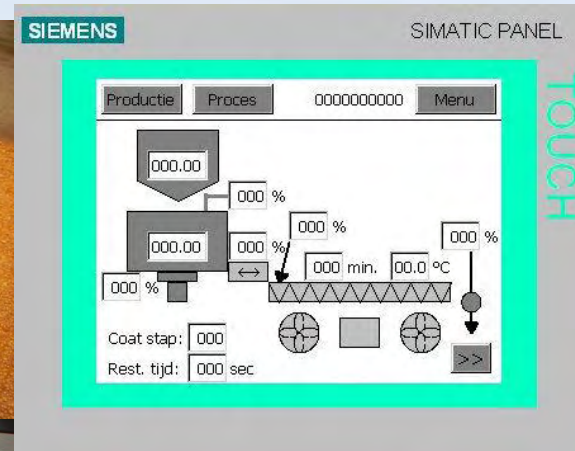 SIEMENS
SIMATIC PANEL
TOUCH
Productie Proces 0000000000 Menu
000.00
000 %
000 %
000 %
000.00 000 %
000 min. 00.0 °C
000 %
Coat stap: 000
Rest. tijd: 000 sec
>>